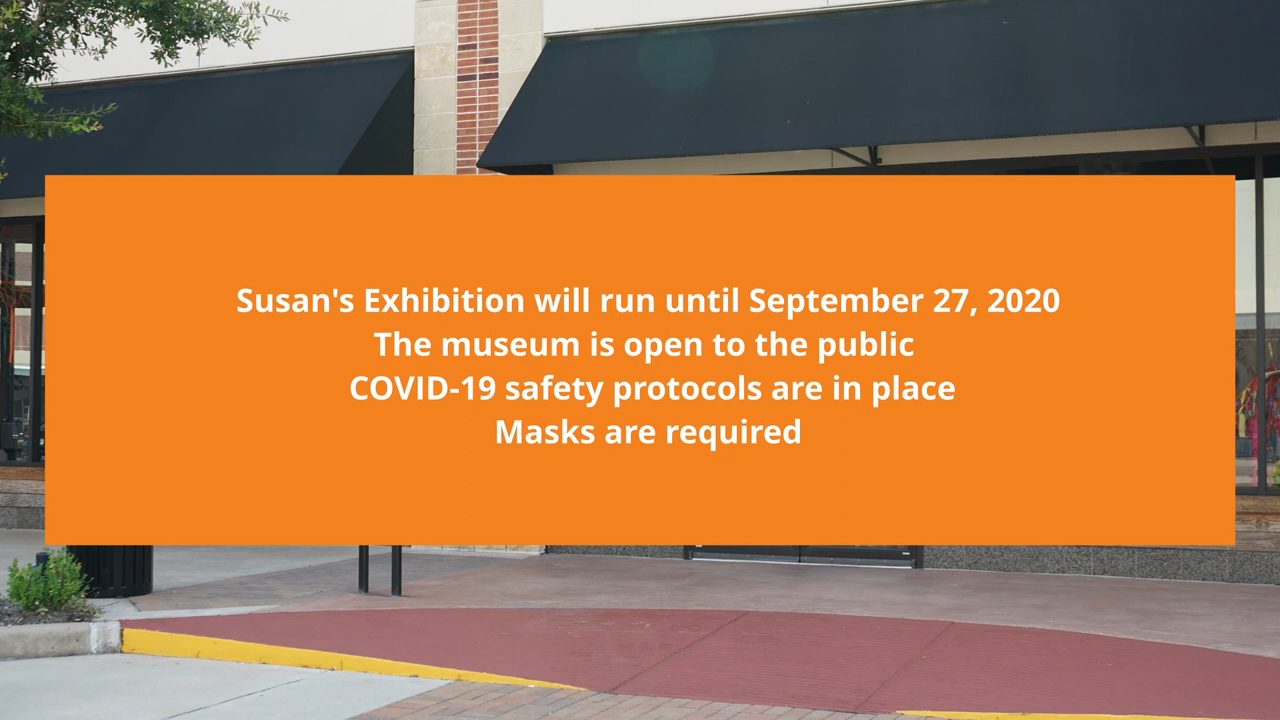 Susan's Exhibition will run until September 27, 2020
The museum is open to the public
COVID-19 safety protocols are in place
Masks are required